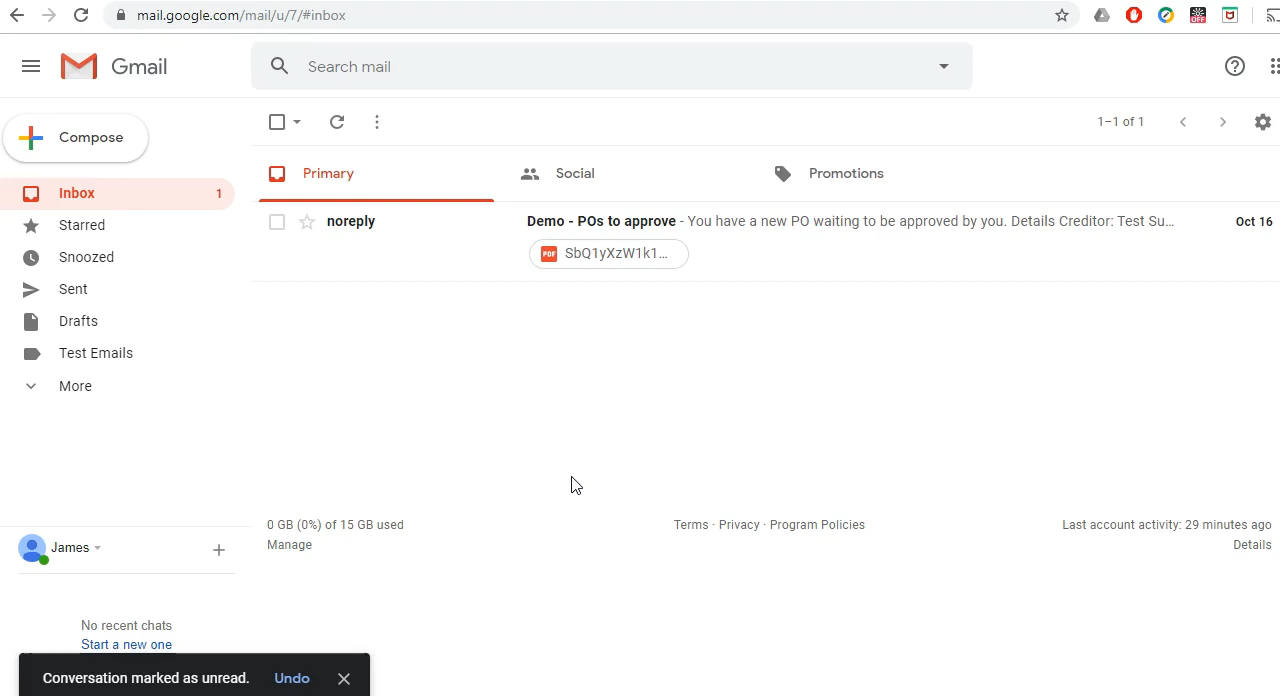 mail.google.com/mail/u/7/#inbox
OFF
Gmail
Search mail
Compose
1–1 of 1
Inbox 1
Primary
Social
Promotions
Starred
noreply
Demo - POs to approve - You have a new PO waiting to be approved by you. Details Creditor: Test Su...
Oct 16
PDF SbQ1yXzW1k1...
Snoozed
Sent
Drafts
Test Emails
More
0 GB (0%) of 15 GB used
Manage
Terms · Privacy · Program Policies
Last account activity: 29 minutes ago
Details
James
No recent chats
Start a new one
Conversation marked as unread. Undo